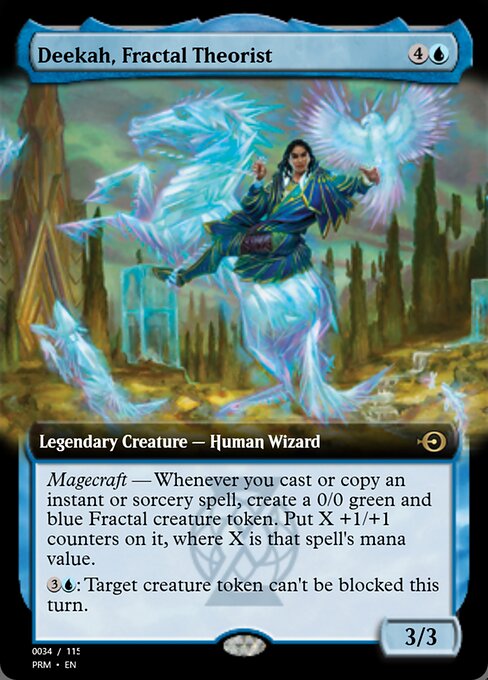 Deekah, Fractal Theorist 4
Legendary Creature — Human Wizard
Magecraft — Whenever you cast or copy an
instant or sorcery spell, create a 0/0 green and
blue Fractal creature token. Put X +1/+1
counters on it, where X is that spell's mana
value.
3: Target creature token can't be blocked this
turn.
3/3
0034 / 115
PRM • EN